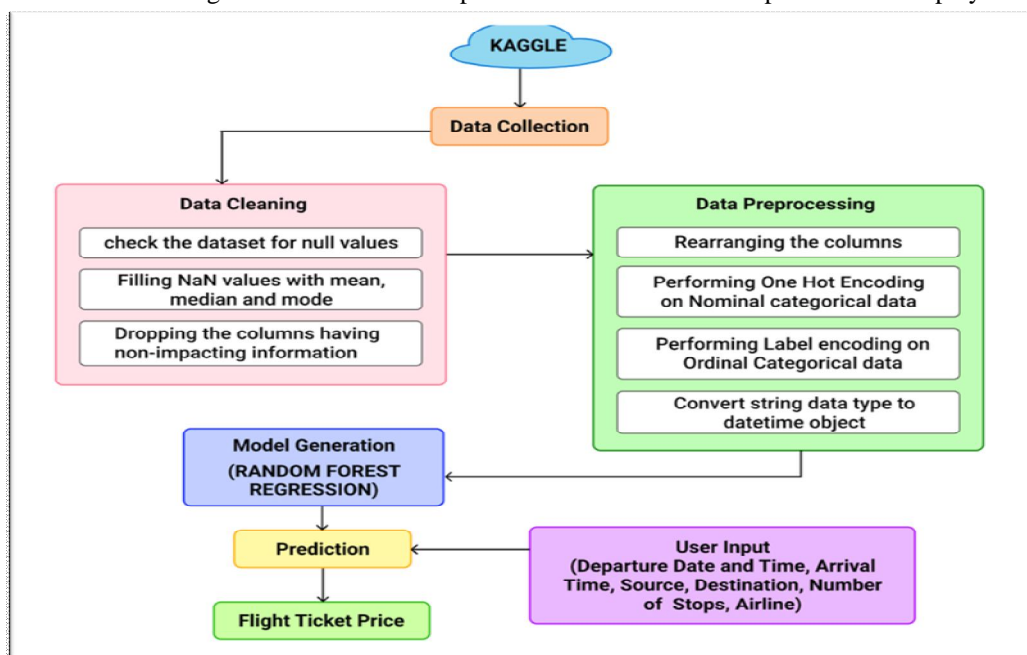 KAGGLE
Data Collection
Data Cleaning
check the dataset for null values
Filling NaN values with mean,
median and mode
Dropping the columns having
non-impacting information
Data Preprocessing
Rearranging the columns
Performing One Hot Encoding
on Nominal categorical data
Performing Label encoding on
Ordinal Categorical data
Convert string data type to
datetime object
Model Generation
(RANDOM FOREST
REGRESSION)
Prediction
User Input
(Departure Date and Time, Arrival
Time, Source, Destination, Number
of Stops, Airline)
Flight Ticket Price